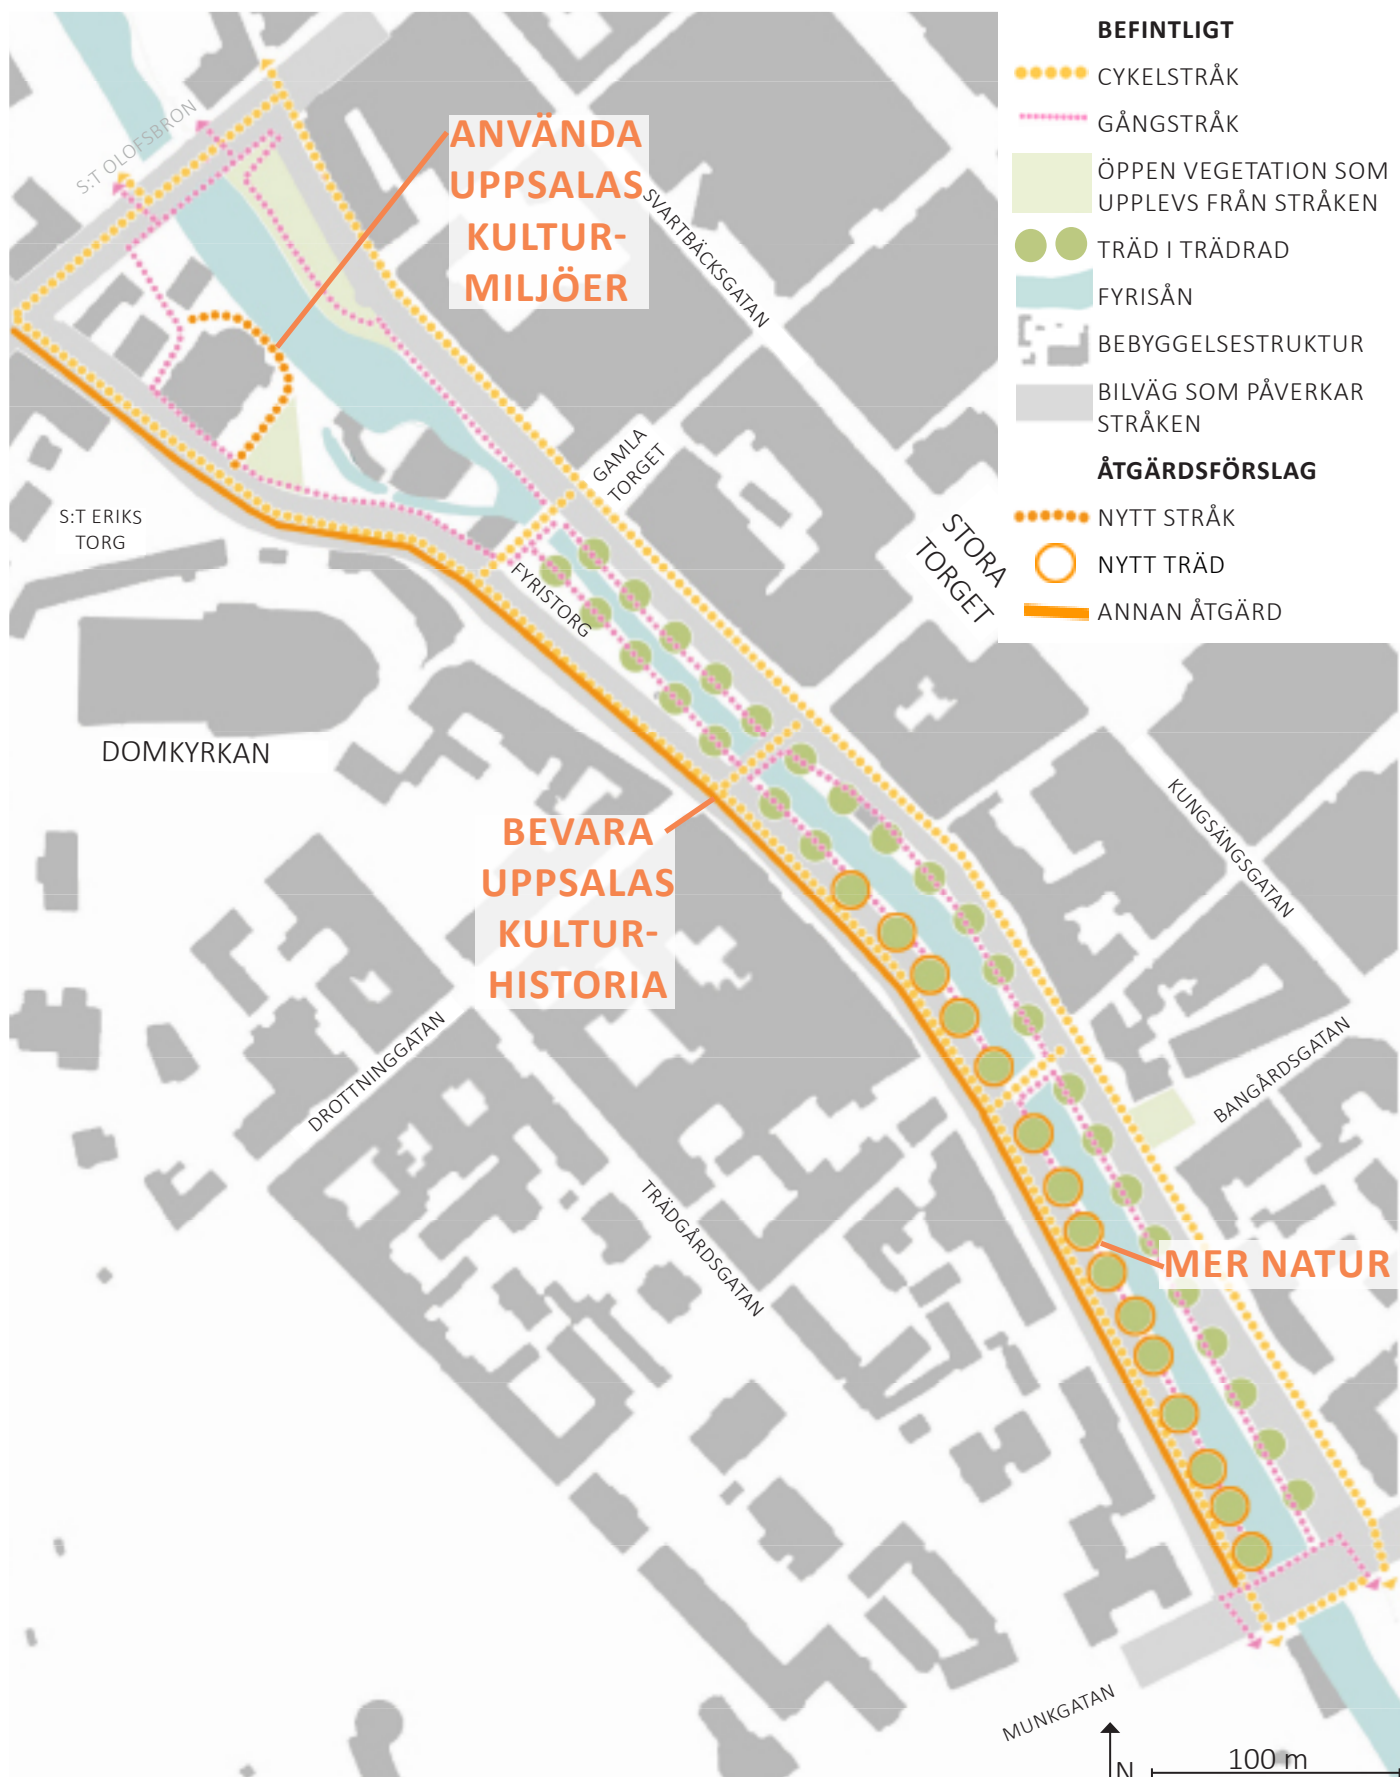 BEFINTLIGT
CYKELSTRÅK
GÅNGSTRÅK
ÖPPEN VEGETATION SOM
UPPLEVS FRÅN STRÅKEN
TRÄD I TRÄDRAD
FYRISÅN
BEBYGGELSESTRUKTUR
BILVÄG SOM PÅVERKAR
STRÅKEN
ÅTGÄRDSFÖRSLAG
NYTT STRÅK
NYTT TRÄD
ANNAN ÅTGÄRD
S:T OLOFSBRON
ANVÄNDA
UPPSALAS
KULTUR-
MILJÖER
SVARTBÄCKSGATAN
GAMLA
TORGET
S:T ERIKS
TORG
STORA
TORGET
FYRISTORG
DOMKYRKAN
BEVARA
UPPSALAS
KULTUR-
HISTORIA
KUNGSÄNGSGATAN
DROTTNINGGATAN
BANGÅRDSGATAN
TRÄDGÅRDSGATAN
MER NATUR
MUNKGATAN
N
100 m